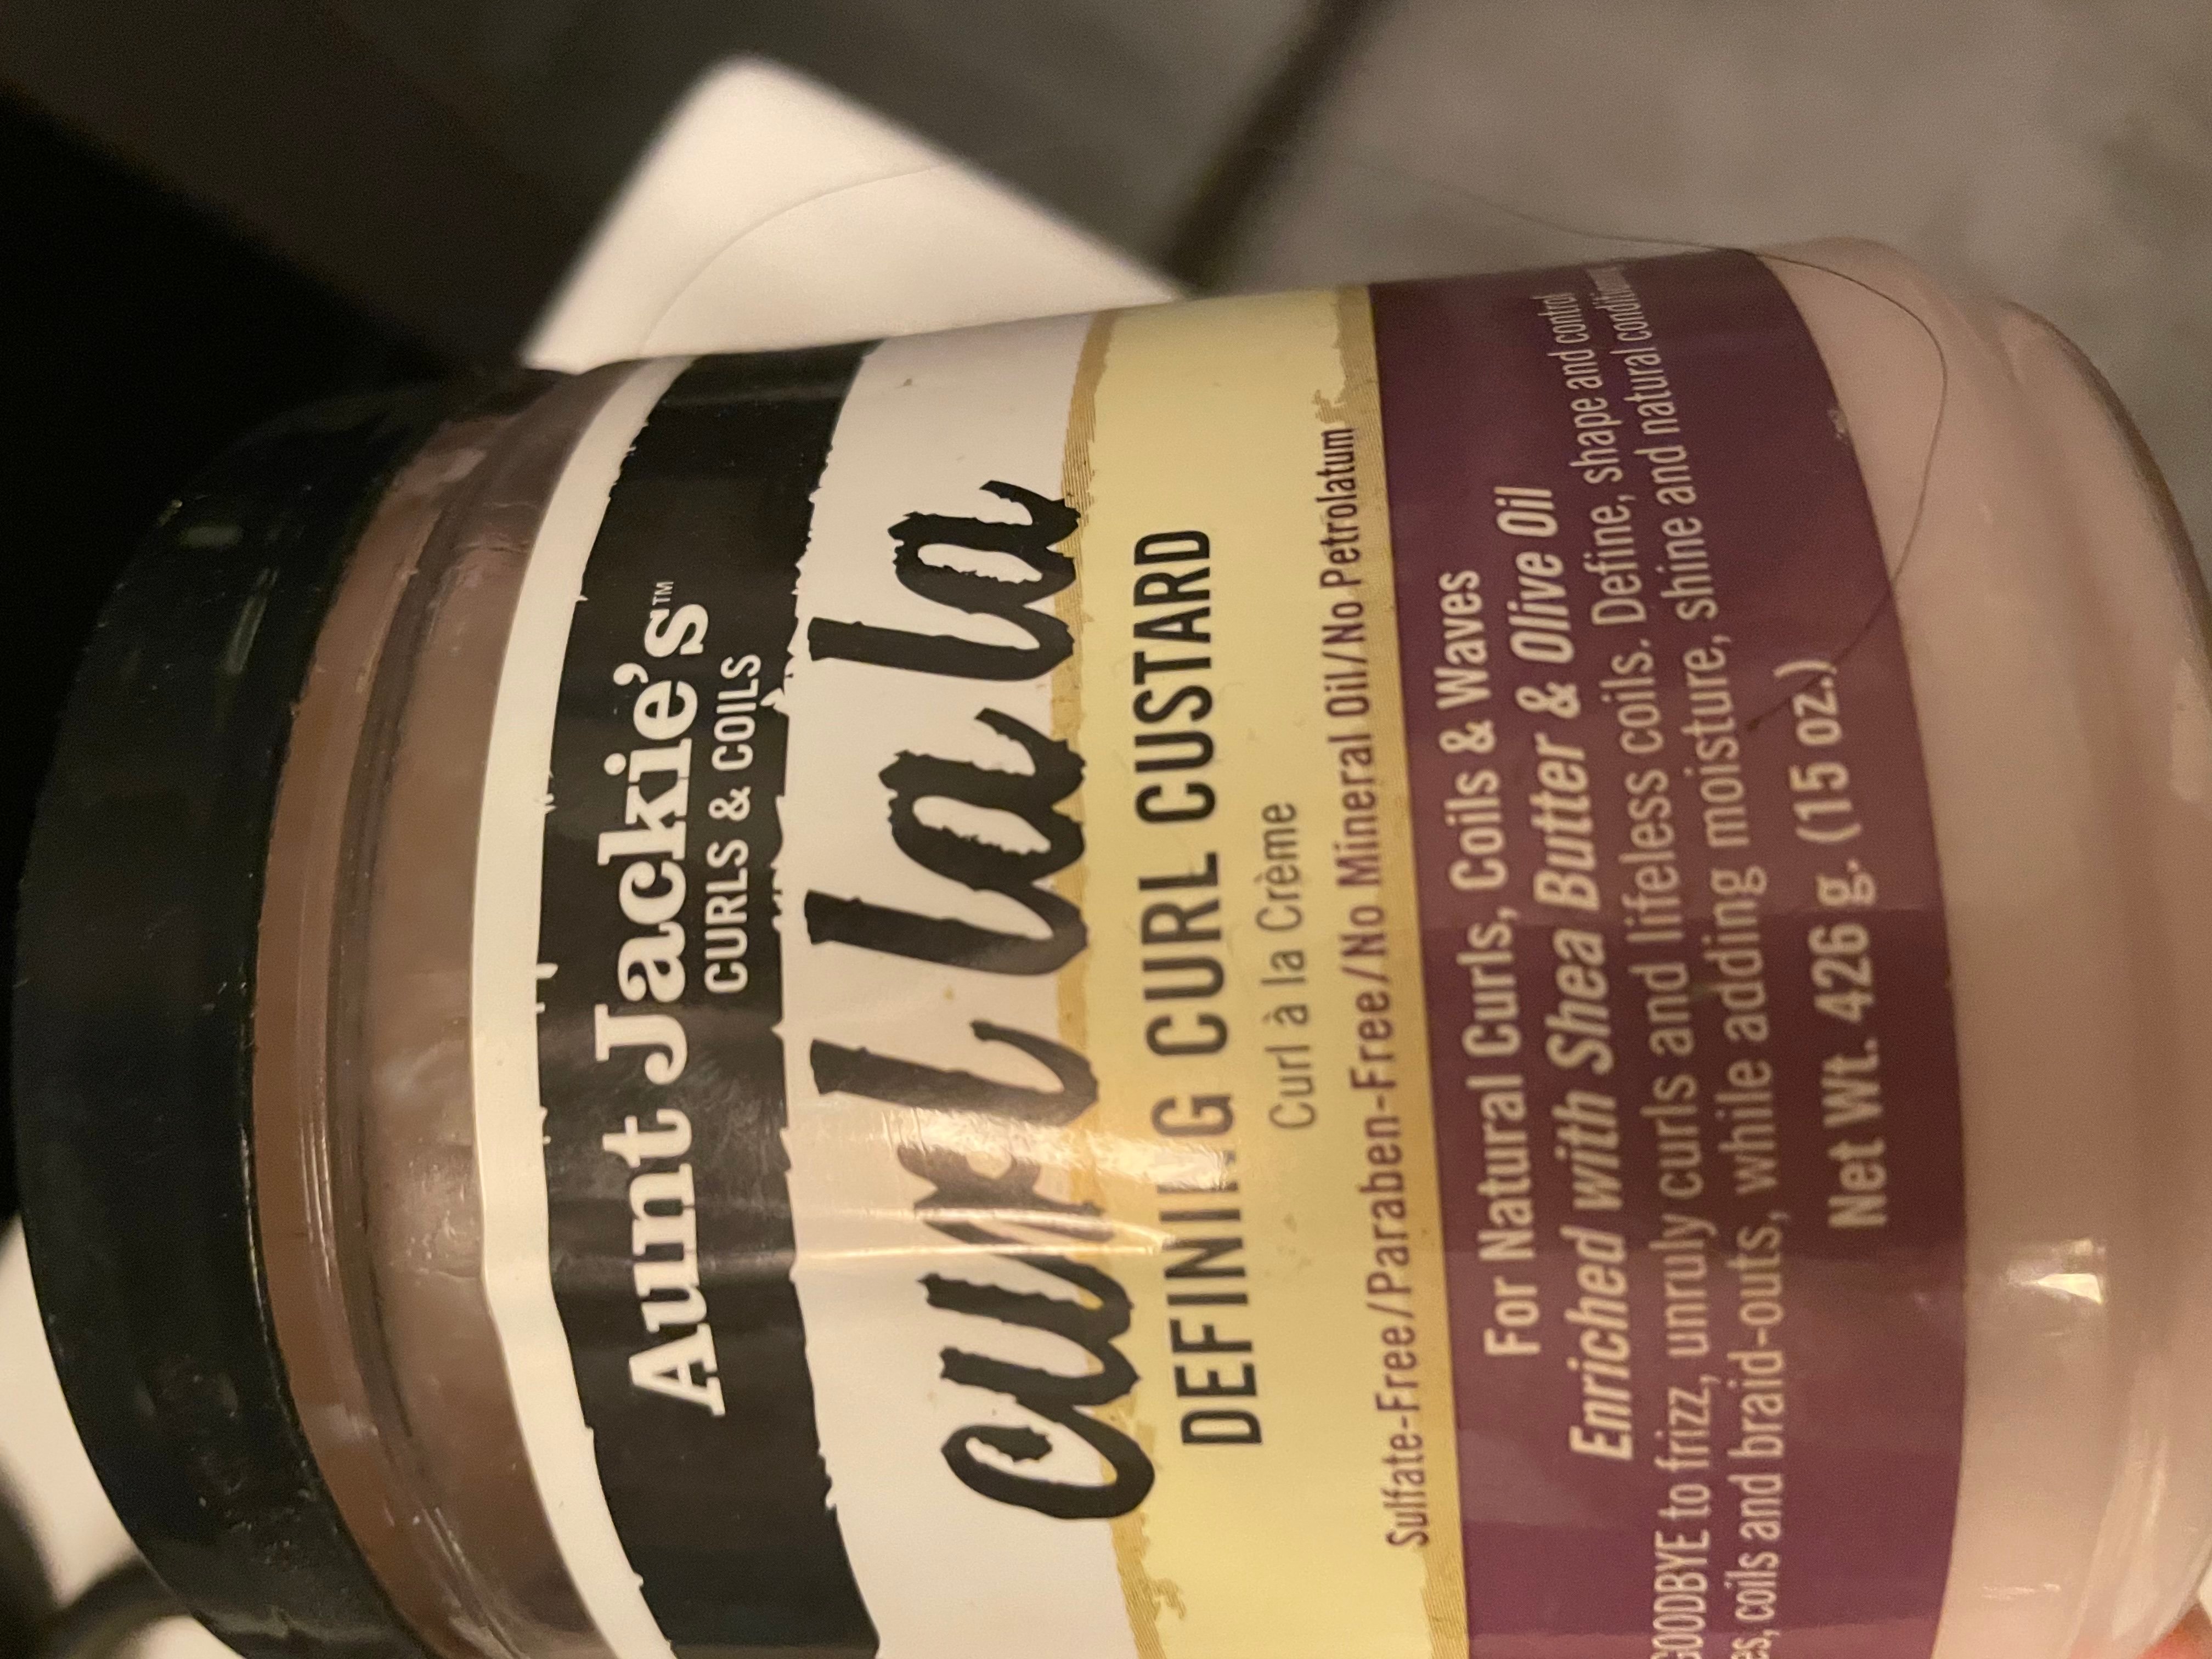 Aunt Jackie's™
CURLS & COILS
curl la la
DEFINING CURL CUSTARD
Curl à la Crème
Sulfate-Free/Paraben-Free/No Mineral Oil/No Petrolatum
For Natural Curls, Coils & Waves
Enriched with Shea Butter & Olive Oil
GOODBYE to frizz, unruly curls and lifeless coils. Define, shape and control
coils and braid-outs, while adding moisture, shine and natural
Net Wt. 426 g. (15 oz.)